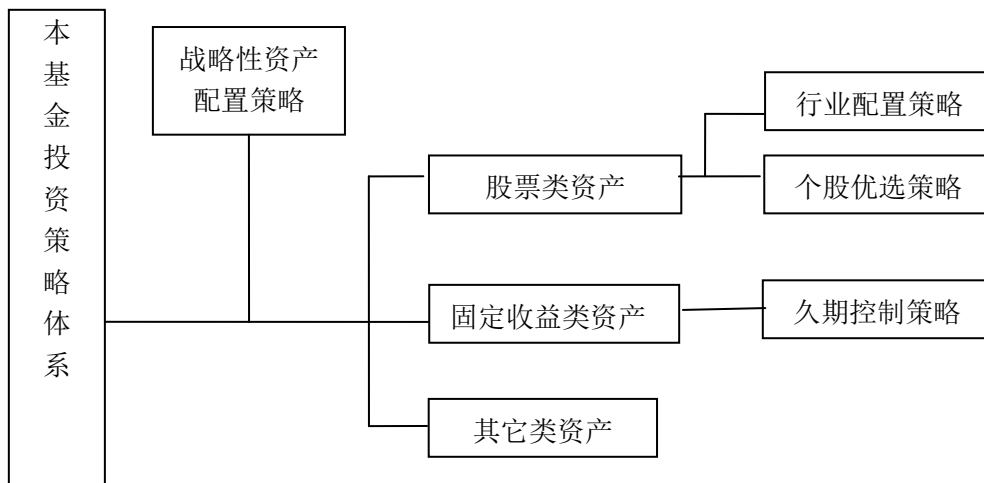 本基金投资策略体系
战略性资产
配置策略
行业配置策略
股票类资产
个股优选策略
固定收益类资产
久期控制策略
其它类资产